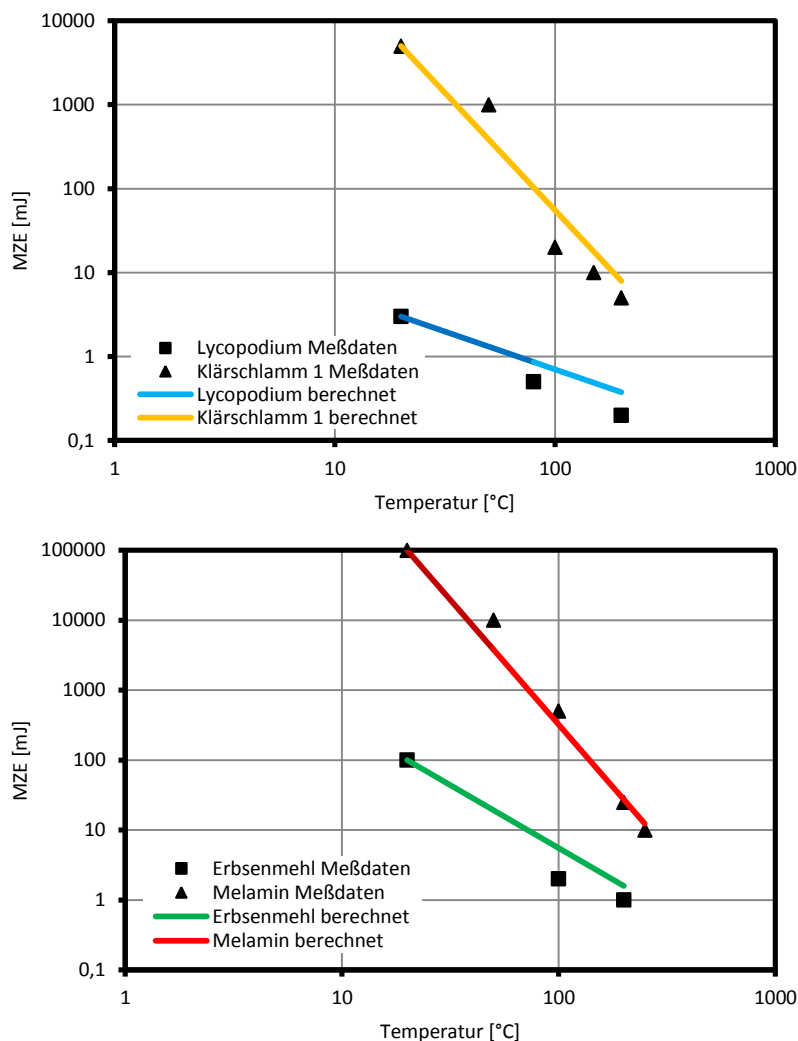 10000
1000
100
10
1
0,1
MZE [mJ]
Lycopodium Meßdaten
Klärschlamm 1 Meßdaten
Lycopodium berechnet
Klärschlamm 1 berechnet
1 10 100 1000
Temperatur [°C]
100000
10000
1000
100
10
1
0,1
MZE [mJ]
Erbsenmehl Meßdaten
Melamin Meßdaten
Erbsenmehl berechnet
Melamin berechnet
1 10 100 1000
Temperatur [°C]